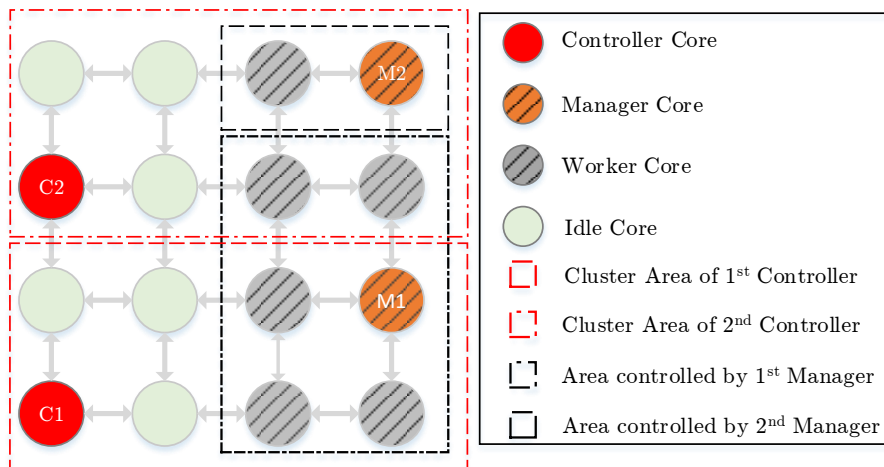 M2
C2
M1
C1
Controller Core
Manager Core
Worker Core
Idle Core
Cluster Area of 1st Controller
Cluster Area of 2nd Controller
Area controlled by 1st Manager
Area controlled by 2nd Manager